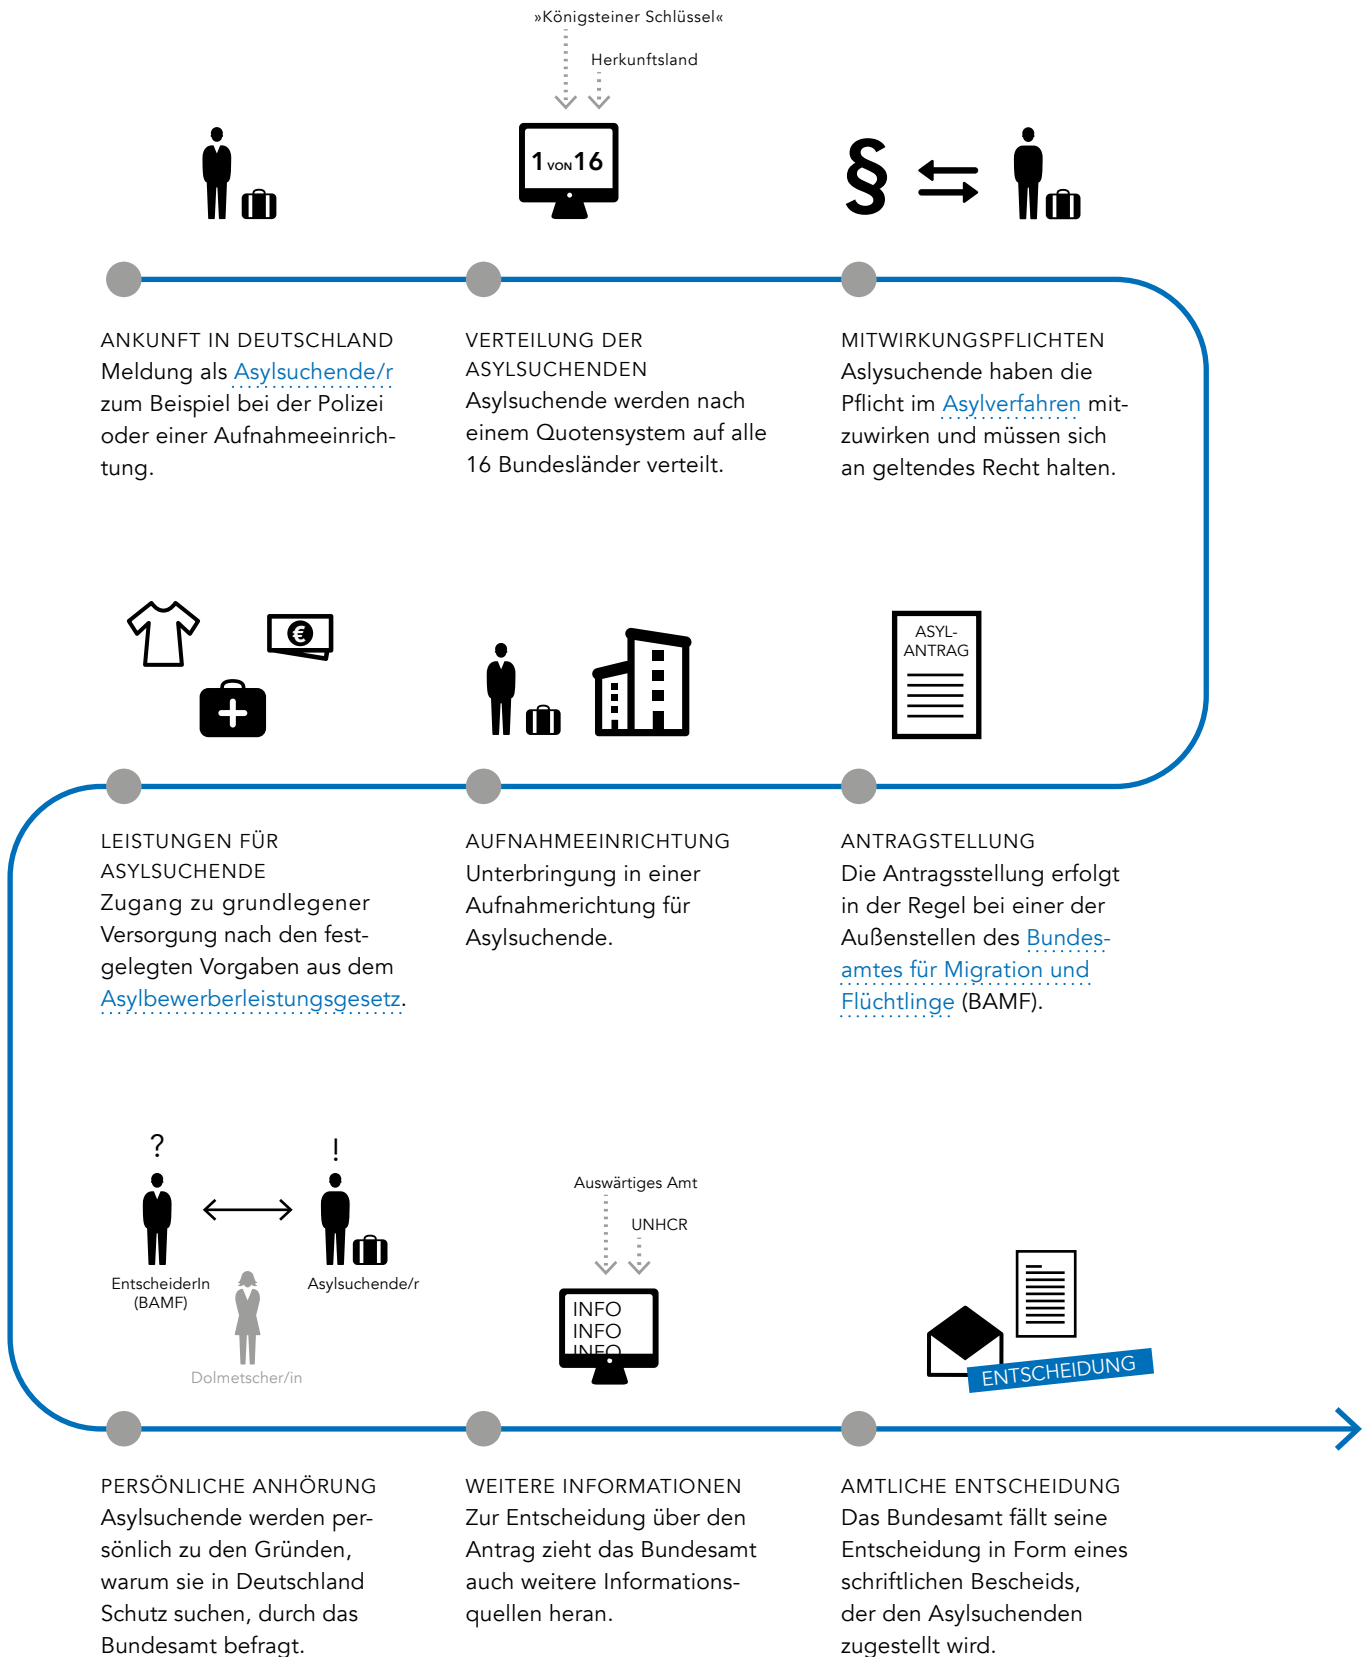 »Königsteiner Schlüssel«
Herkunftsland
1 VON 16
§
ANKUNFT IN DEUTSCHLAND
Meldung als Asylsuchende/r
zum Beispiel bei der Polizei
oder einer Aufnahmeeinrich-
tung.
VERTEILUNG DER
ASYLSUCHENDEN
Asylsuchende werden nach
einem Quotensystem auf alle
16 Bundesländer verteilt.
MITWIRKUNGSPFLICHTEN
Aslysuchende haben die
Pflicht im Asylverfahren mit-
zuwirken und müssen sich
an geltendes Recht halten.
ASYL-
ANTRAG
€
ANTRAGSTELLUNG
Die Antragsstellung erfolgt
in der Regel bei einer der
Außenstellen des Bundes-
amtes für Migration und
Flüchtlinge (BAMF).
AUFNAHMEEINRICHTUNG
Unterbringung in einer
Aufnahmerichtung für
Asylsuchende.
LEISTUNGEN FÜR
ASYLSUCHENDE
Zugang zu grundlegener
Versorgung nach den fest-
gelegten Vorgaben aus dem
Asylbewerberleistungsgesetz.
?
!
EntscheiderIn
(BAMF)
Asylsuchende/r
Dolmetscher/in
Auswärtiges Amt
UNHCR
INFO
INFO
INFO
ENTSCHEIDUNG
PERSÖNLICHE ANHÖRUNG
Asylsuchende werden per-
sönlich zu den Gründen,
warum sie in Deutschland
Schutz suchen, durch das
Bundesamt befragt.
WEITERE INFORMATIONEN
Zur Entscheidung über den
Antrag zieht das Bundesamt
auch weitere Informations-
quellen heran.
AMTLICHE ENTSCHEIDUNG
Das Bundesamt fällt seine
Entscheidung in Form eines
schriftlichen Bescheids,
der den Asylsuchenden
zugestellt wird.